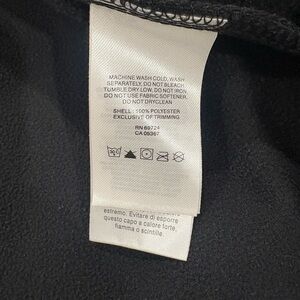 MACHINE WASH COLD, WASH
SEPARATELY. DO NOT BLEACH.
TUMBLE DRY LOW. DO NOT IRON.
DO NOT USE FABRIC SOFTENER.
DO NOT DRYCLEAN
SHELL: 100% POLYESTER
EXCLUSIVE OF TRIMMING
RN 69724
CA 05367
30
estremo. Evitare di esporre
questo capo a calore forte,
fiamma o scintille.